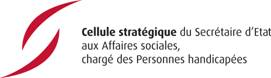 Cellule stratégique du Secrétaire d'Etat
aux Affaires sociales,
chargé des Personnes handicapées